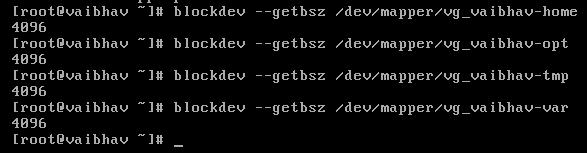 [root@vaibhav ~]# blockdev --getbsz /dev/mapper/vg_vaibhav-home
4096
[root@vaibhav ~]# blockdev --getbsz /dev/mapper/vg_vaibhav-opt
4096
[root@vaibhav ~]# blockdev --getbsz /dev/mapper/vg_vaibhav-tmp
4096
[root@vaibhav ~]# blockdev --getbsz /dev/mapper/vg_vaibhav-var
4096
[root@vaibhav ~]# _